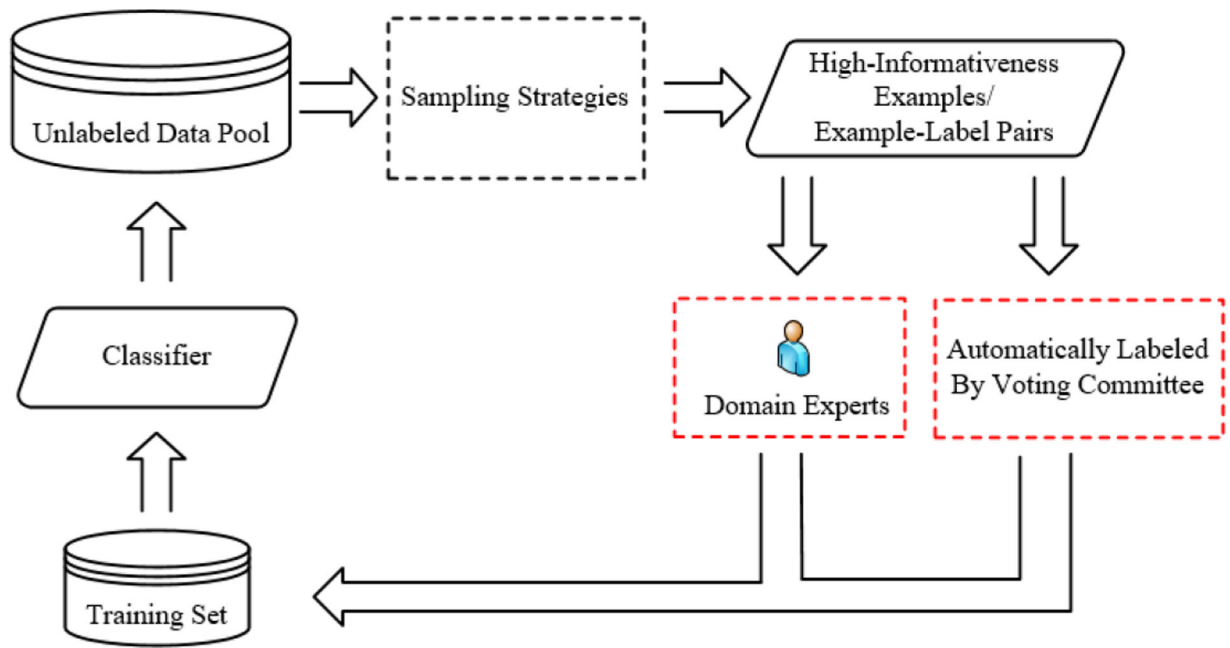 Unlabeled Data Pool
Sampling Strategies
High-Informativeness
Examples/
Example-Label Pairs
Classifier
Domain Experts
Automatically Labeled
By Voting Committee
Training Set